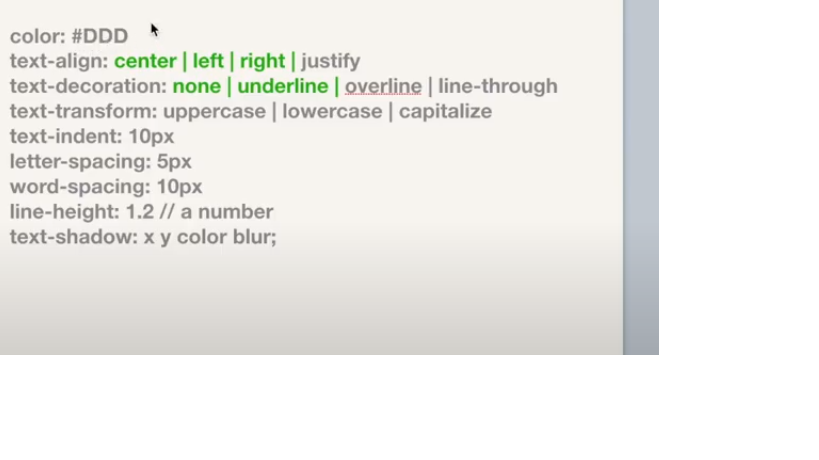 color: #DDD
text-align: center | left | right | justify
text-decoration: none | underline | overline | line-through
text-transform: uppercase | lowercase | capitalize
text-indent: 10px
letter-spacing: 5px
word-spacing: 10px
line-height: 1.2 // a number
text-shadow: x y color blur;